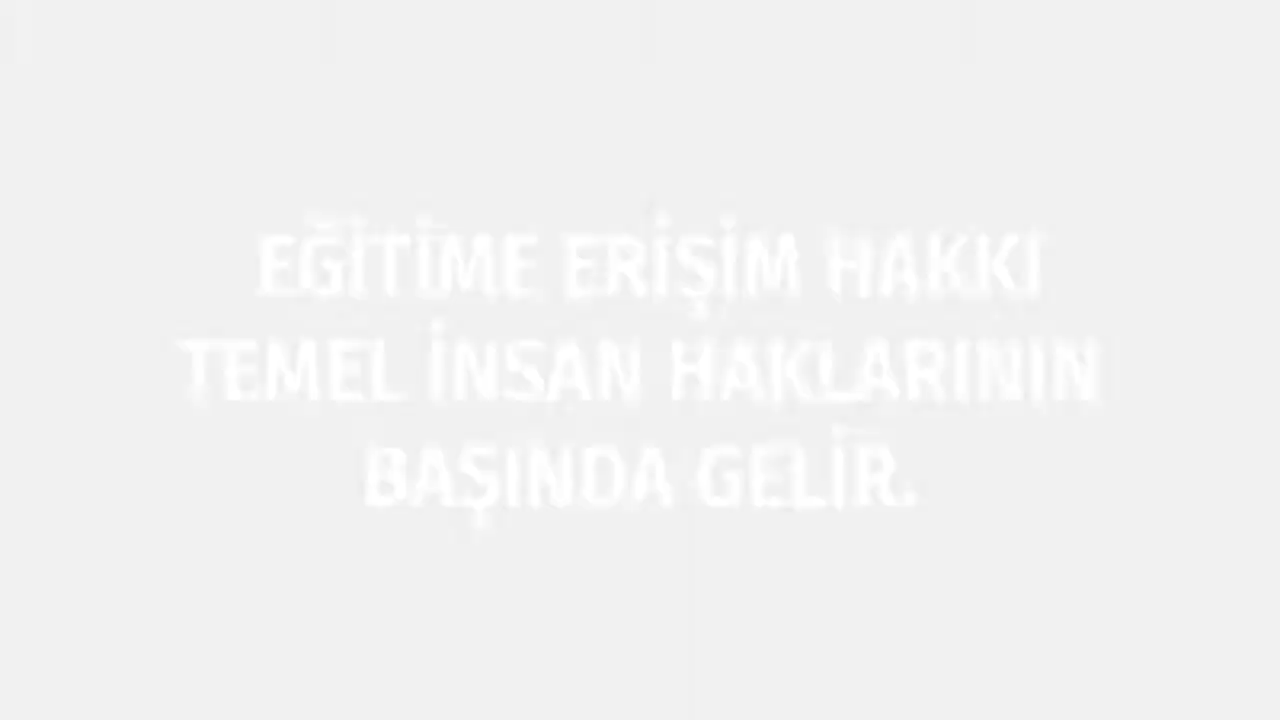 EĞİTİME ERİŞİM HAKKI
TEMEL İNSAN HAKLARININ
BAŞINDA GELİR.